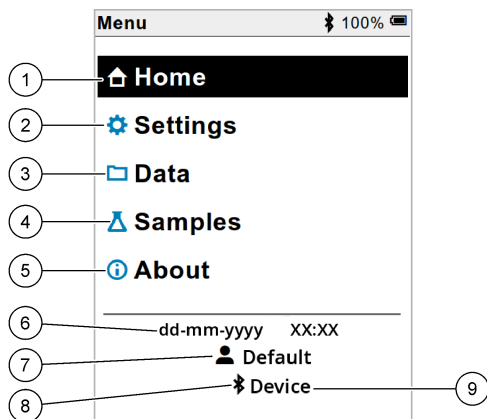 Menu 100%
1 Home
2 Settings
3 Data
4 Samples
5 About
6 dd-mm-yyyy XX:XX
7 Default
8 Device 9